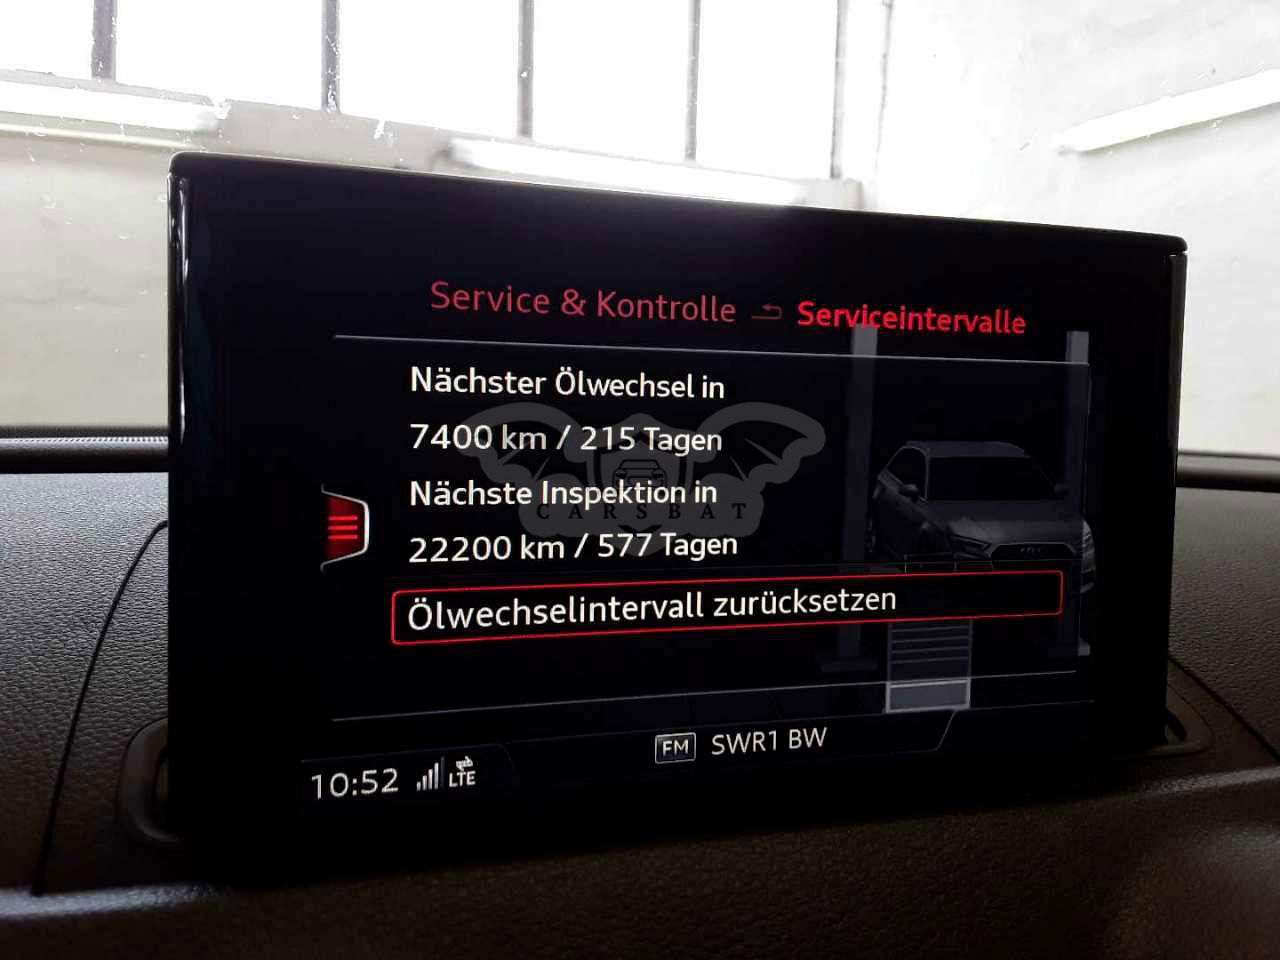 Service & Kontrolle Serviceintervalle
Nächster Ölwechsel in
7400 km / 215 Tagen
Nächste Inspektion in
CARSBAT
22200 km / 577 Tagen
Ölwechselintervall zurücksetzen
FM SWR1 BW
10:52 LTE